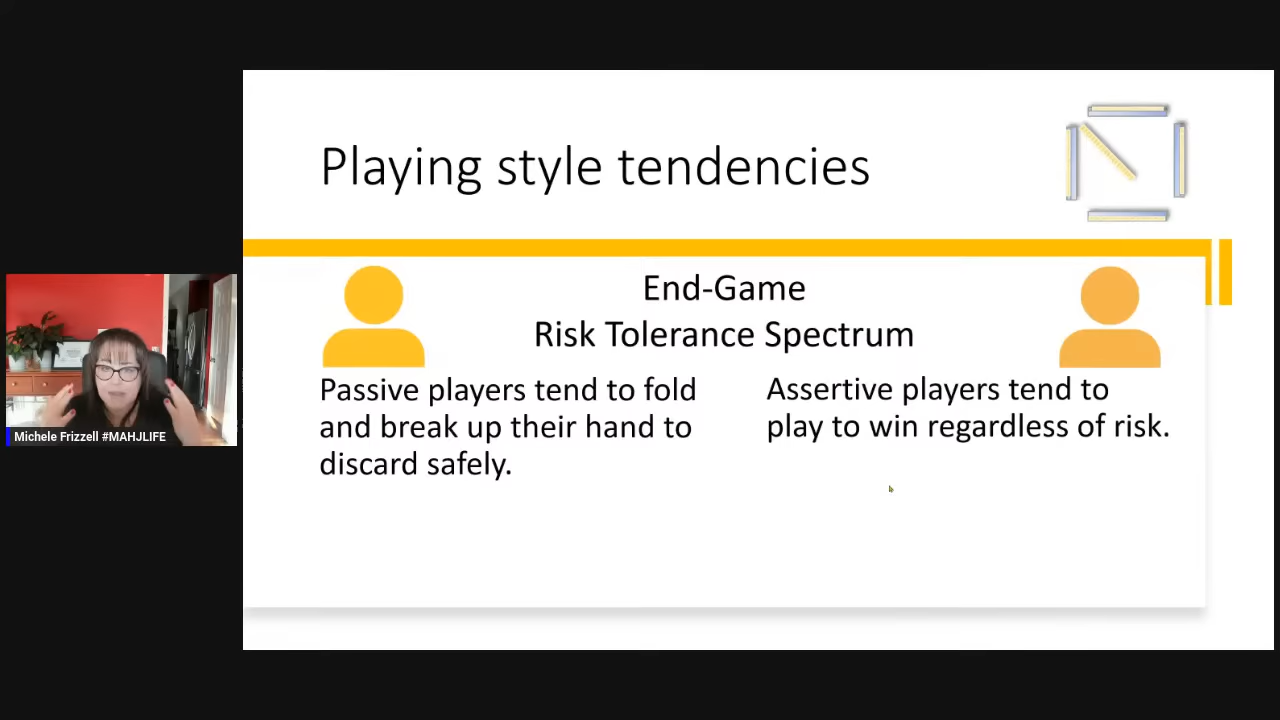 Playing style tendencies
End-Game
Risk Tolerance Spectrum
Passive players tend to fold
and break up their hand to
discard safely.
Assertive players tend to
play to win regardless of risk.
Michele Frizzell #MAHJLIFE